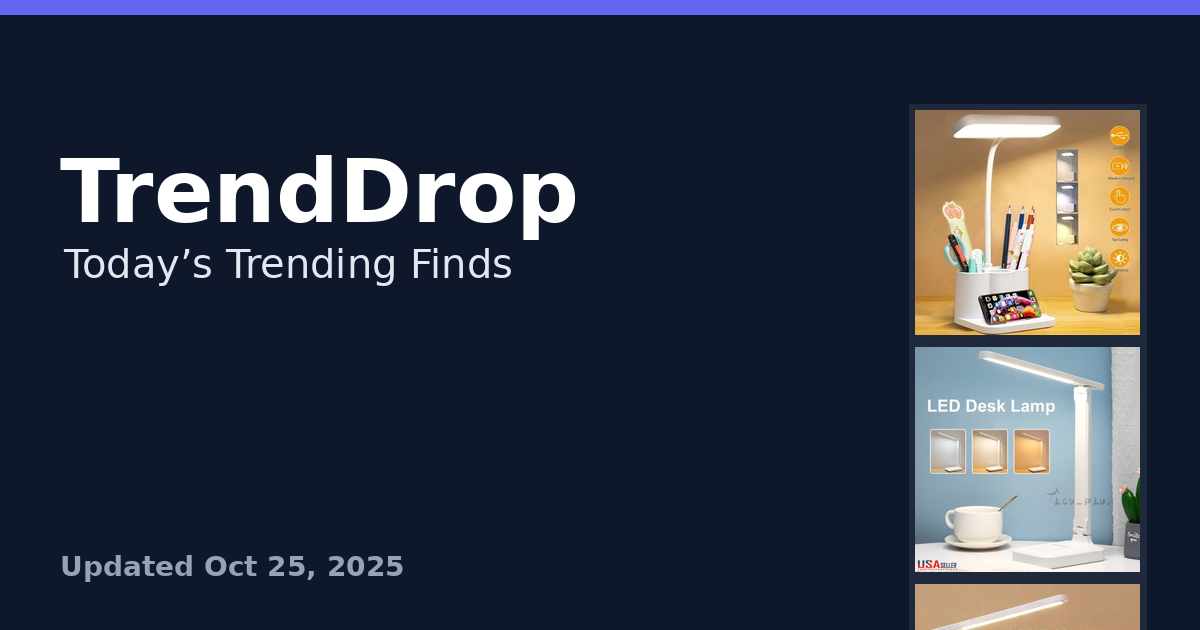 TrendDrop
Today’s Trending Finds
Updated Oct 25, 2025
LED Desk Lamp
USA SELLER